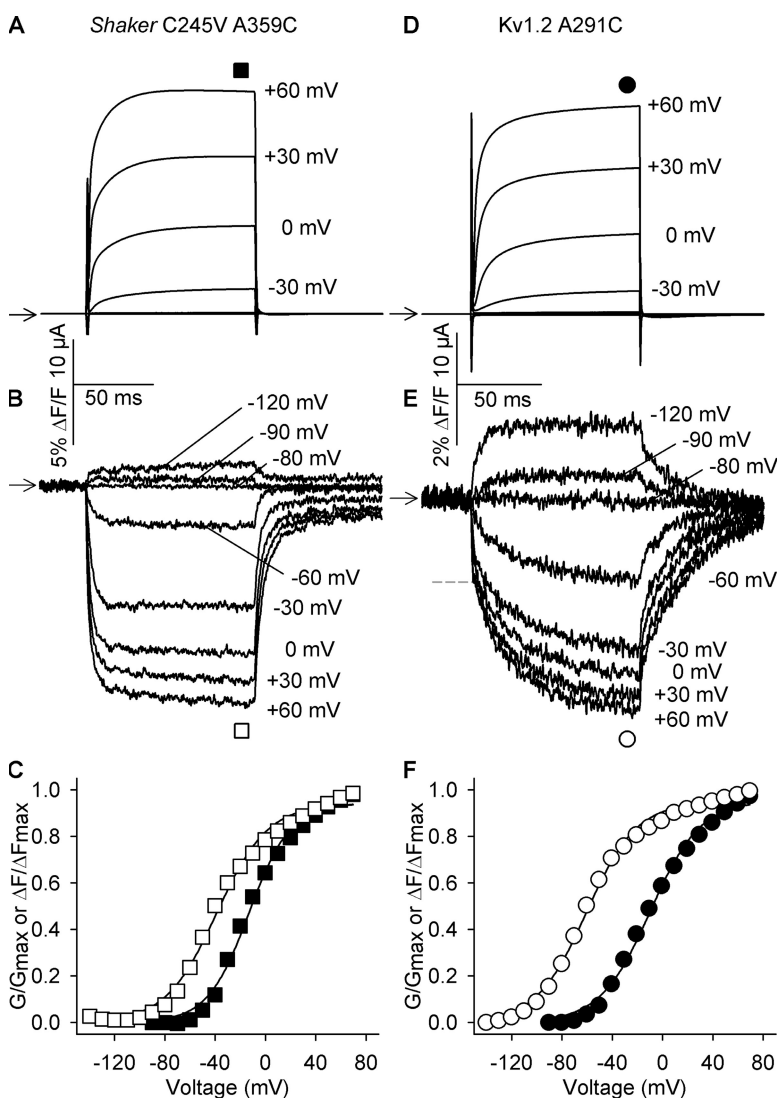 A
Shaker C245V A359C
+60 mV
+30 mV
0 mV
-30 mV
10 µA
5% ΔF/F
50 ms
B
-120 mV
-90 mV
-80 mV
-60 mV
-30 mV
0 mV
+30 mV
+60 mV
C
G/Gmax or ΔF/ΔFmax
1.0
0.8
0.6
0.4
0.2
0.0
-120 -80 -40 0 40 80
Voltage (mV)
D
Kv1.2 A291C
+60 mV
+30 mV
0 mV
-30 mV
10 µA
2% ΔF/F
50 ms
E
-120 mV
-90 mV
-80 mV
-60 mV
-30 mV
0 mV
+30 mV
+60 mV
F
G/Gmax or ΔF/ΔFmax
1.0
0.8
0.6
0.4
0.2
0.0
-120 -80 -40 0 40 80
Voltage (mV)